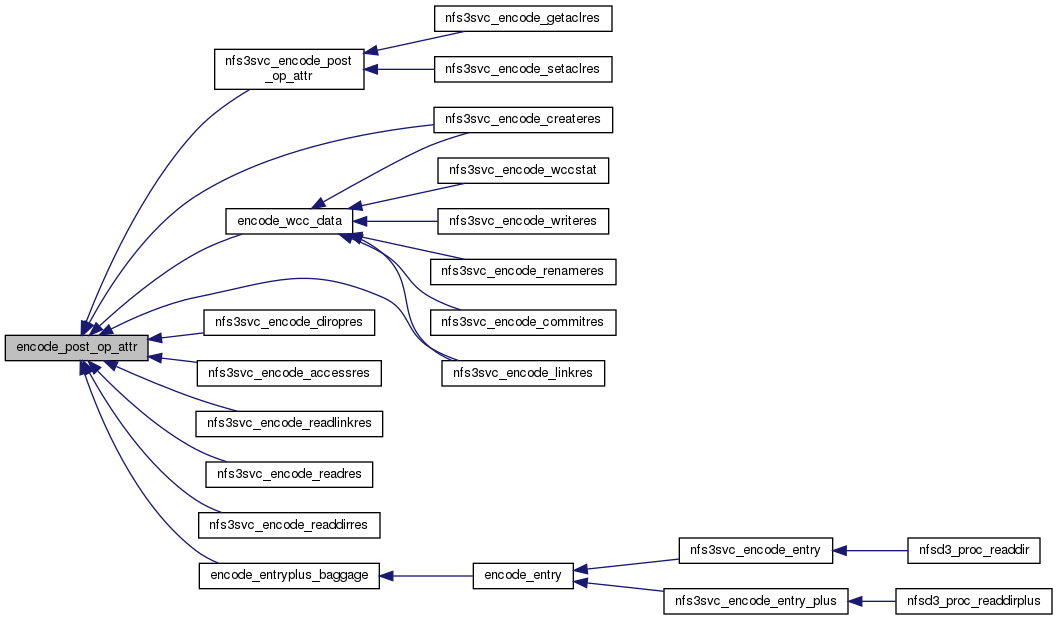 nfs3svc_encode_getaclres
nfs3svc_encode_post
_op_attr
nfs3svc_encode_setaclres
nfs3svc_encode_createres
nfs3svc_encode_wccstat
encode_wcc_data
nfs3svc_encode_writeres
nfs3svc_encode_renameres
nfs3svc_encode_diropres
nfs3svc_encode_commitres
encode_post_op_attr
nfs3svc_encode_accessres
nfs3svc_encode_linkres
nfs3svc_encode_readlinkres
nfs3svc_encode_readres
nfs3svc_encode_readdirres
nfs3svc_encode_entry
nfsd3_proc_readdir
encode_entryplus_baggage
encode_entry
nfs3svc_encode_entry_plus
nfsd3_proc_readdirplus